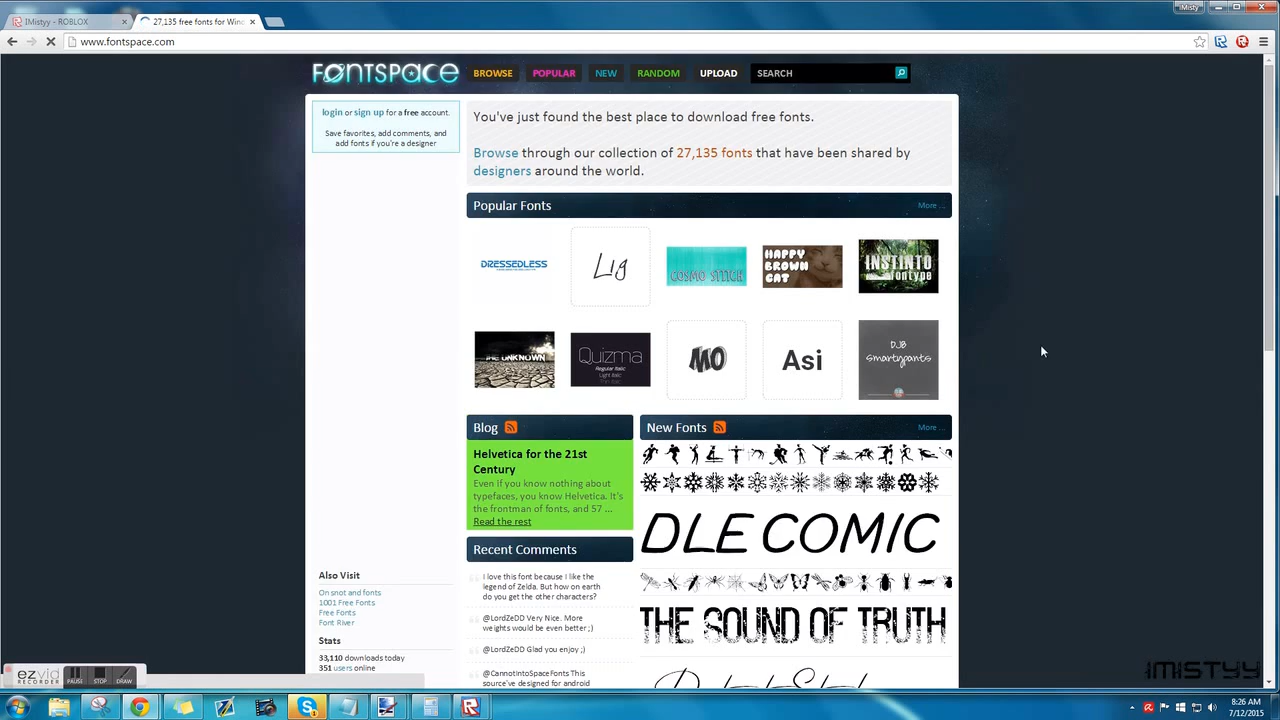 IMistyy - ROBLOX
27,135 free fonts for Wind
iMisty
www.fontspace.com
FONTSPACE
BROWSE
POPULAR
NEW
RANDOM
UPLOAD
SEARCH
login or sign up for a free account.
Save favorites, add comments, and
add fonts if you're a designer
You've just found the best place to download free fonts.
Browse through our collection of 27,135 fonts that have been shared by
designers around the world.
Popular Fonts
More ...
DRESSEDLESS
Lig
COSMO STITCH
HAPPY
BROWN
CAT
INSTINTO
fontype
THE UNKNOWN
Quizma
Regular Italic
Light Italic
Thin Italic
MO
Asi
DJB
Smartypants
Blog
Helvetica for the 21st
Century
Even if you know nothing about
typefaces, you know Helvetica. It's
the frontman of fonts, and 57 ...
Read the rest
Recent Comments
I love this font because I like the
legend of Zelda. But how on earth
do you get the other characters?
@LordZeDD Very Nice. More
weights would be even better ;)
@LordZeDD Glad you enjoy ;)
@CannotIntoSpaceFonts This
source've designed for android
New Fonts
More ...
DLE COMIC
THE SOUND OF TRUTH
Also Visit
On snot and fonts
1001 Free Fonts
Free Fonts
Font River
Stats
33,110 downloads today
351 users online
ezvid
RECORDER
PAUSE
STOP
DRAW
iMISTYY
8:26 AM
7/12/2015